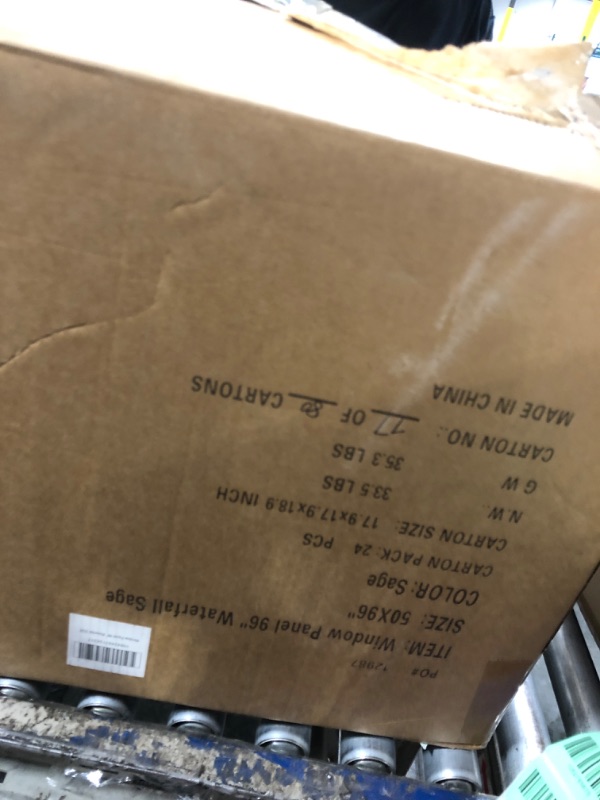 PO#
ITEM: Window Panel 96" Waterfall Sage
SIZE: 50X96"
COLOR: Sage
CARTON PACK: 24 PCS
CARTON SIZE: 17.9x17.9x18.9 INCH
N.W. 33.5 LBS
G W 35.3 LBS
CARTON NO.: 17 OF 80 CARTONS
MADE IN CHINA